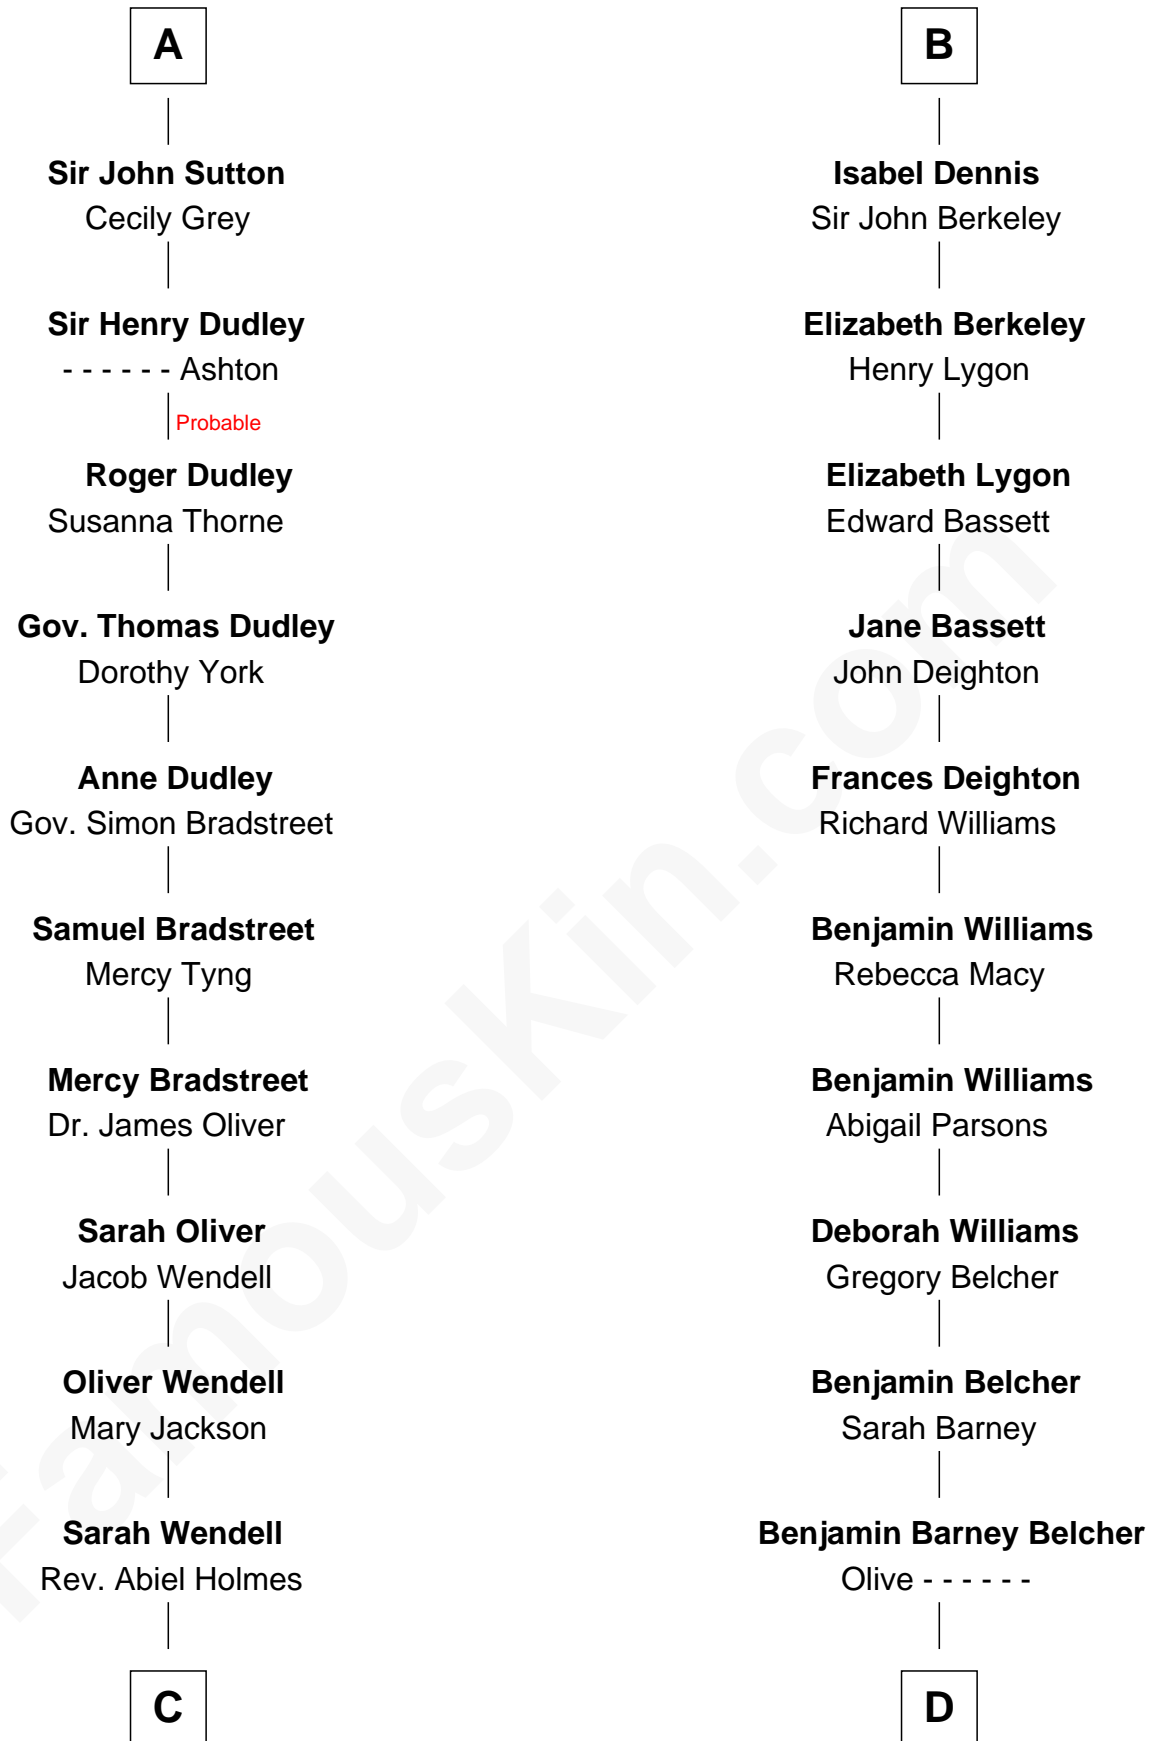 A
Sir John Sutton
Cecily Grey
Sir Henry Dudley
- - - - - - Ashton
Probable
Roger Dudley
Susanna Thorne
Gov. Thomas Dudley
Dorothy York
Anne Dudley
Gov. Simon Bradstreet
Samuel Bradstreet
Mercy Tyng
Mercy Bradstreet
Dr. James Oliver
Sarah Oliver
Jacob Wendell
Oliver Wendell
Mary Jackson
Sarah Wendell
Rev. Abiel Holmes
C
B
Isabel Dennis
Sir John Berkeley
Elizabeth Berkeley
Henry Lygon
Elizabeth Lygon
Edward Bassett
Jane Bassett
John Deighton
Frances Deighton
Richard Williams
Benjamin Williams
Rebecca Macy
Benjamin Williams
Abigail Parsons
Deborah Williams
Gregory Belcher
Benjamin Belcher
Sarah Barney
Benjamin Barney Belcher
Olive - - - - - -
D
FamousKin.com